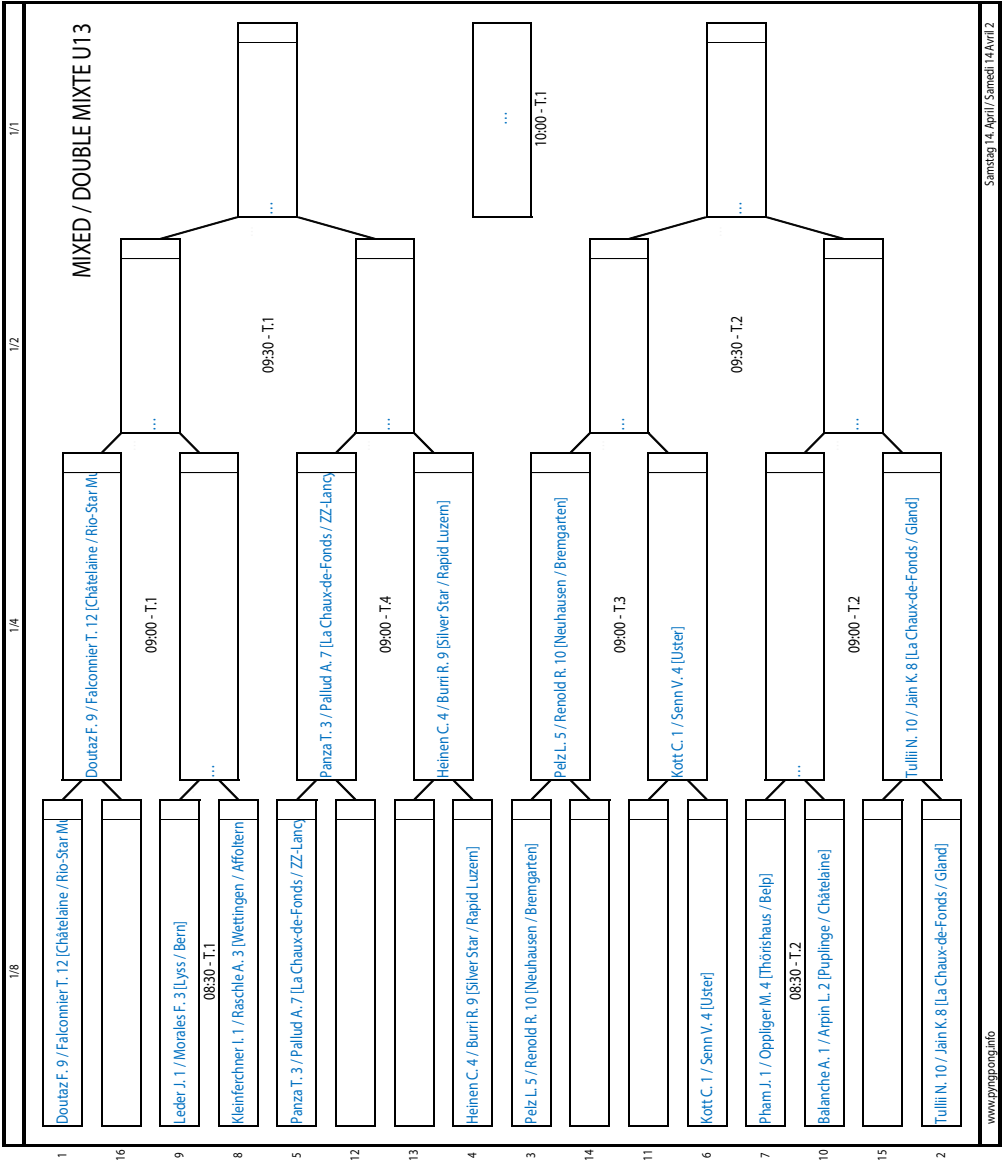 MIXED / DOUBLE MIXTE U13
1/8
1/4
1/2
1/1
1
Doutaz F. 9 / Falconnier T. 12 [Châtelaine / Rio-Star Mu
16
9
Leder J. 1 / Morales F. 3 [Lyss / Bern]
08:30 - T.1
8
Kleinferchner I. 1 / Raschle A. 3 [Wettingen / Affoltern
5
Panza T. 3 / Pallud A. 7 [La Chaux-de-Fonds / ZZ-Lancy
12
13
4
Heinen C. 4 / Burri R. 9 [Silver Star / Rapid Luzern]
3
Pelz L. 5 / Renold R. 10 [Neuhausen / Bremgarten]
14
11
6
Kott C. 1 / Senn V. 4 [Uster]
7
Pham J. 1 / Oppliger M. 4 [Thörishaus / Belp]
08:30 - T.2
10
Balanche A. 1 / Arpin L. 2 [Puplinge / Châtelaine]
15
2
Tullii N. 10 / Jain K. 8 [La Chaux-de-Fonds / Gland]
Doutaz F. 9 / Falconnier T. 12 [Châtelaine / Rio-Star Mu
09:00 - T.1
...
Panza T. 3 / Pallud A. 7 [La Chaux-de-Fonds / ZZ-Lancy
09:00 - T.4
Heinen C. 4 / Burri R. 9 [Silver Star / Rapid Luzern]
Pelz L. 5 / Renold R. 10 [Neuhausen / Bremgarten]
09:00 - T.3
Kott C. 1 / Senn V. 4 [Uster]
...
09:00 - T.2
Tullii N. 10 / Jain K. 8 [La Chaux-de-Fonds / Gland]
...
09:30 - T.1
...
...
09:30 - T.2
...
...
...
10:00 - T.1
...
www.pyngpong.info
Samstag 14. April / Samedi 14 Avril 2